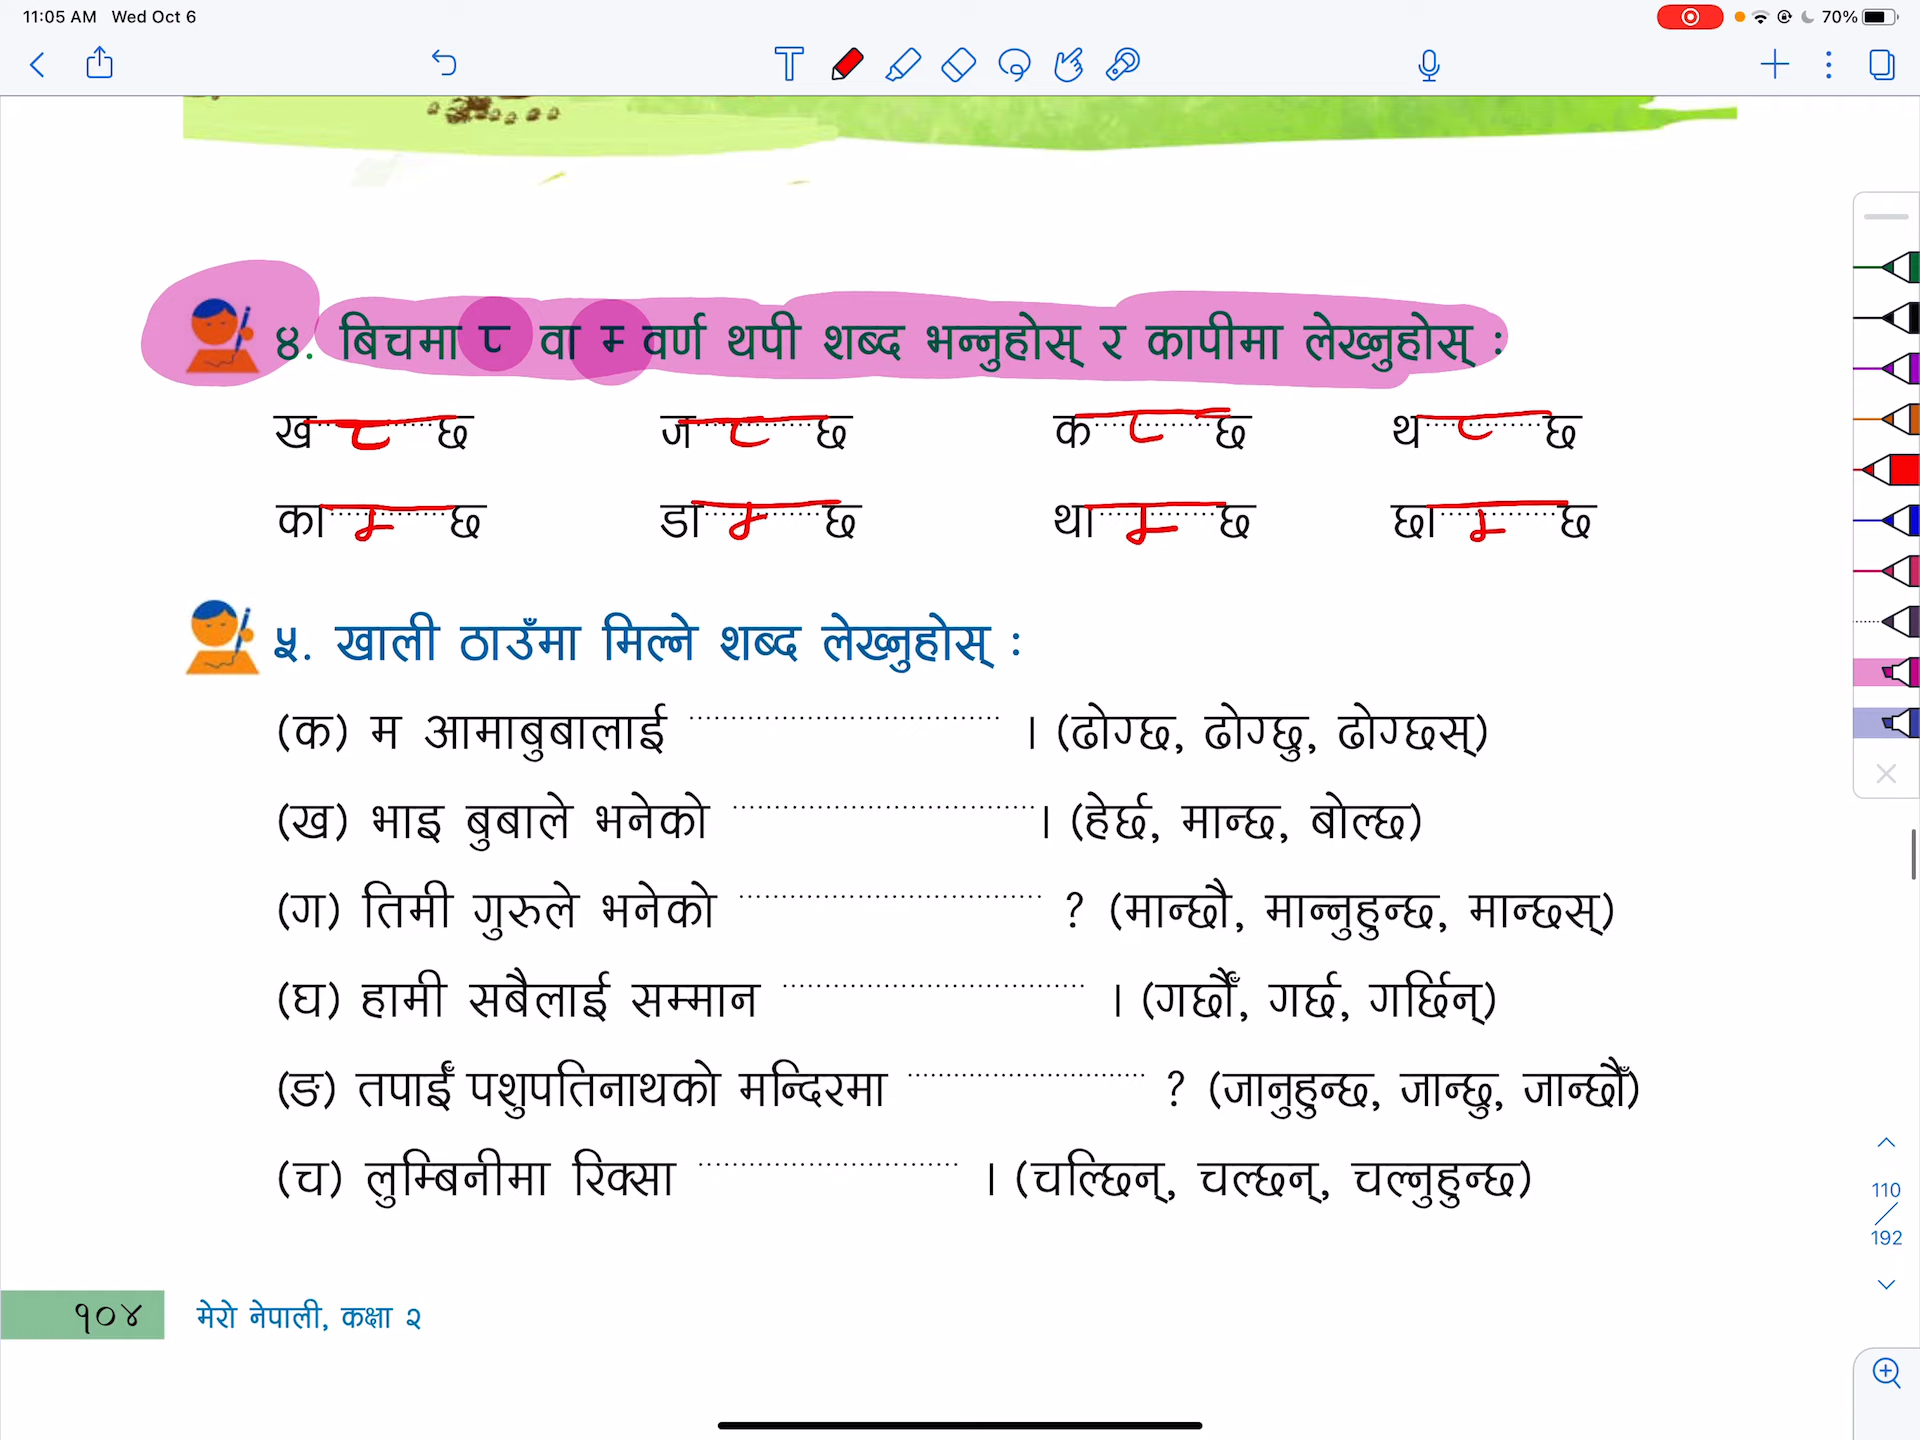 11:05 AM Wed Oct 6 70%
४. बिचमा ट वा म वर्ण थपी शब्द भन्नुहोस् र कापीमा लेख्नुहोस् :
ख ........ छ ज ........ छ क ........ छ थ ........ छ
का ........ छ डा ........ छ था ........ छ छा ........ छ
५. खाली ठाउँमा मिल्ने शब्द लेख्नुहोस् :
(क) म आमाबुबालाई ........ । (ढोग्छ, ढोग्छु, ढोग्छस्)
(ख) भाइ बुबाले भनेको ........ । (हेर्छ, मान्छ, बोल्छ)
(ग) तिमी गुरुले भनेको ........ ? (मान्छौ, मान्नुहुन्छ, मान्छस्)
(घ) हामी सबैलाई सम्मान ........ । (गर्छौँ, गर्छ, गर्छिन्)
(ङ) तपाईँ पशुपतिनाथको मन्दिरमा ........ ? (जानुहुन्छ, जान्छु, जान्छौँ)
(च) लुम्बिनीमा रिक्सा ........ । (चल्छिन्, चल्छन्, चल्नुहुन्छ)
110
192
१०४ मेरो नेपाली, कक्षा २